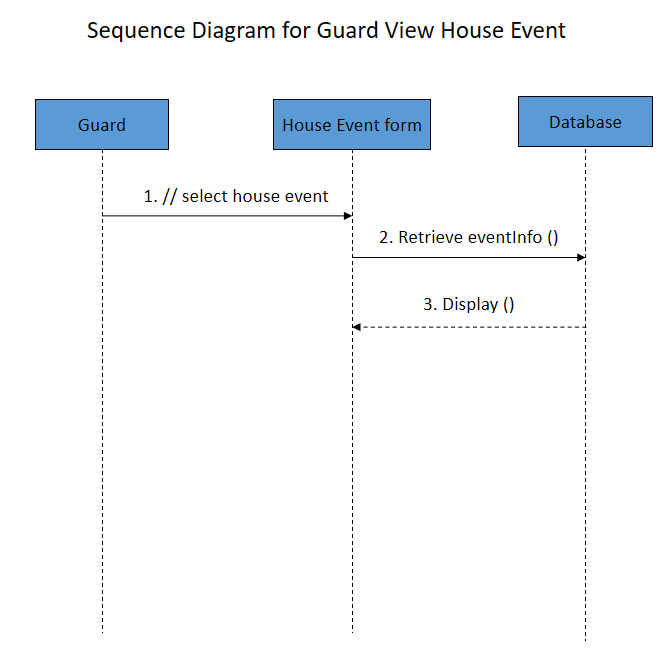 Sequence Diagram for Guard View House Event
Guard
House Event form
Database
1. // select house event
2. Retrieve eventInfo ()
3. Display ()